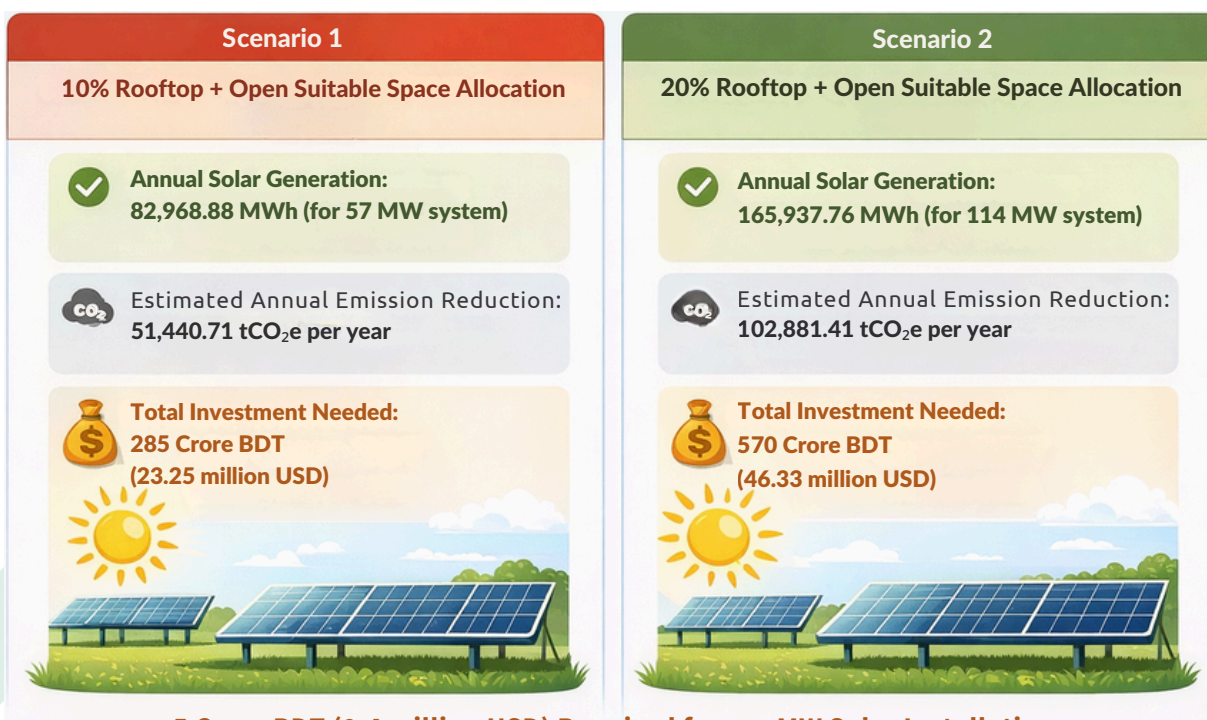 Scenario 1
10% Rooftop + Open Suitable Space Allocation
Annual Solar Generation:
82,968.88 MWh (for 57 MW system)
CO₂
Estimated Annual Emission Reduction:
51,440.71 tCO₂e per year
$
Total Investment Needed:
285 Crore BDT
(23.25 million USD)
Scenario 2
20% Rooftop + Open Suitable Space Allocation
Annual Solar Generation:
165,937.76 MWh (for 114 MW system)
CO₂
Estimated Annual Emission Reduction:
102,881.41 tCO₂e per year
$
Total Investment Needed:
570 Crore BDT
(46.33 million USD)